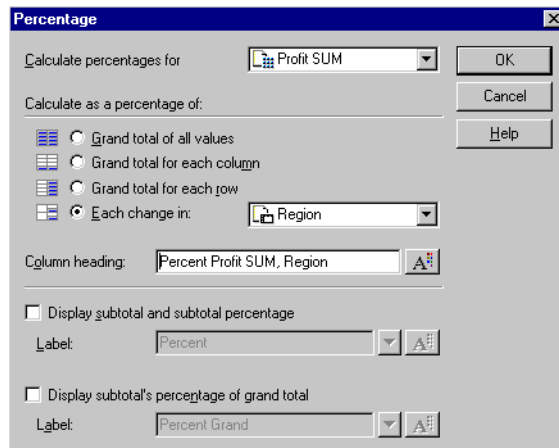 Percentage
Calculate percentages for Profit SUM OK
Calculate as a percentage of: Cancel
Grand total of all values Help
Grand total for each column
Grand total for each row
Each change in: Region
Column heading: Percent Profit SUM, Region A
Display subtotal and subtotal percentage
Label: Percent A
Display subtotal's percentage of grand total
Label: Percent Grand A